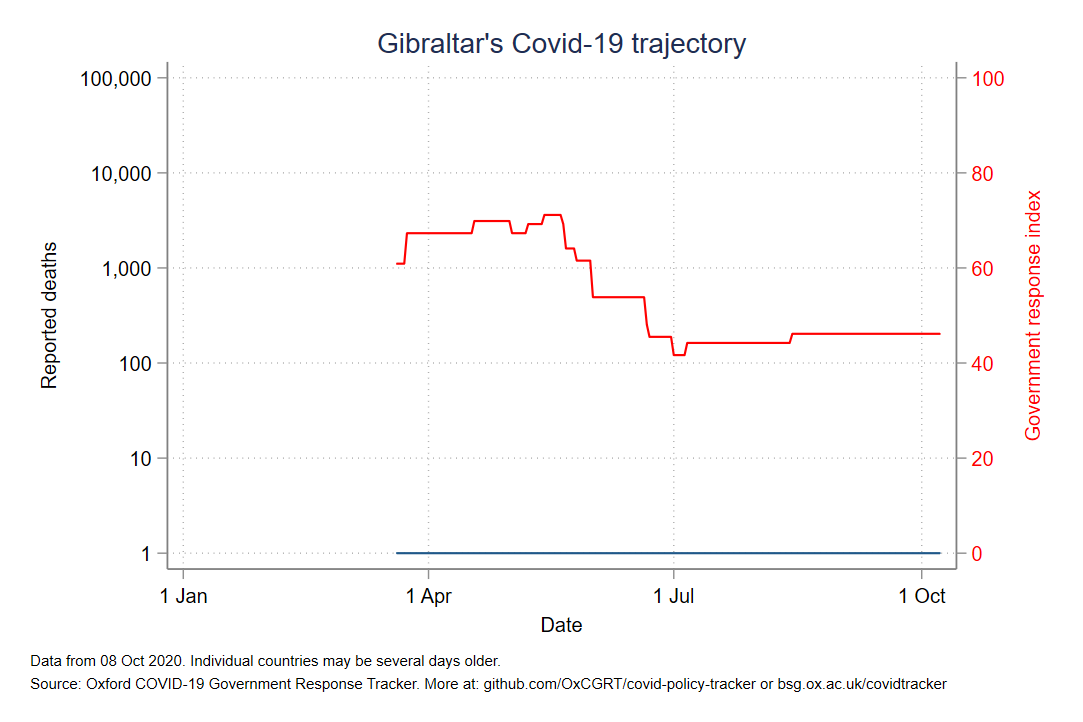 Gibraltar's Covid-19 trajectory
100,000
10,000
1,000
100
10
1
Reported deaths
100
80
60
40
20
0
Government response index
1 Jan
1 Apr
1 Jul
1 Oct
Date
Data from 08 Oct 2020. Individual countries may be several days older.
Source: Oxford COVID-19 Government Response Tracker. More at: github.com/OxCGRT/covid-policy-tracker or bsg.ox.ac.uk/covidtracker